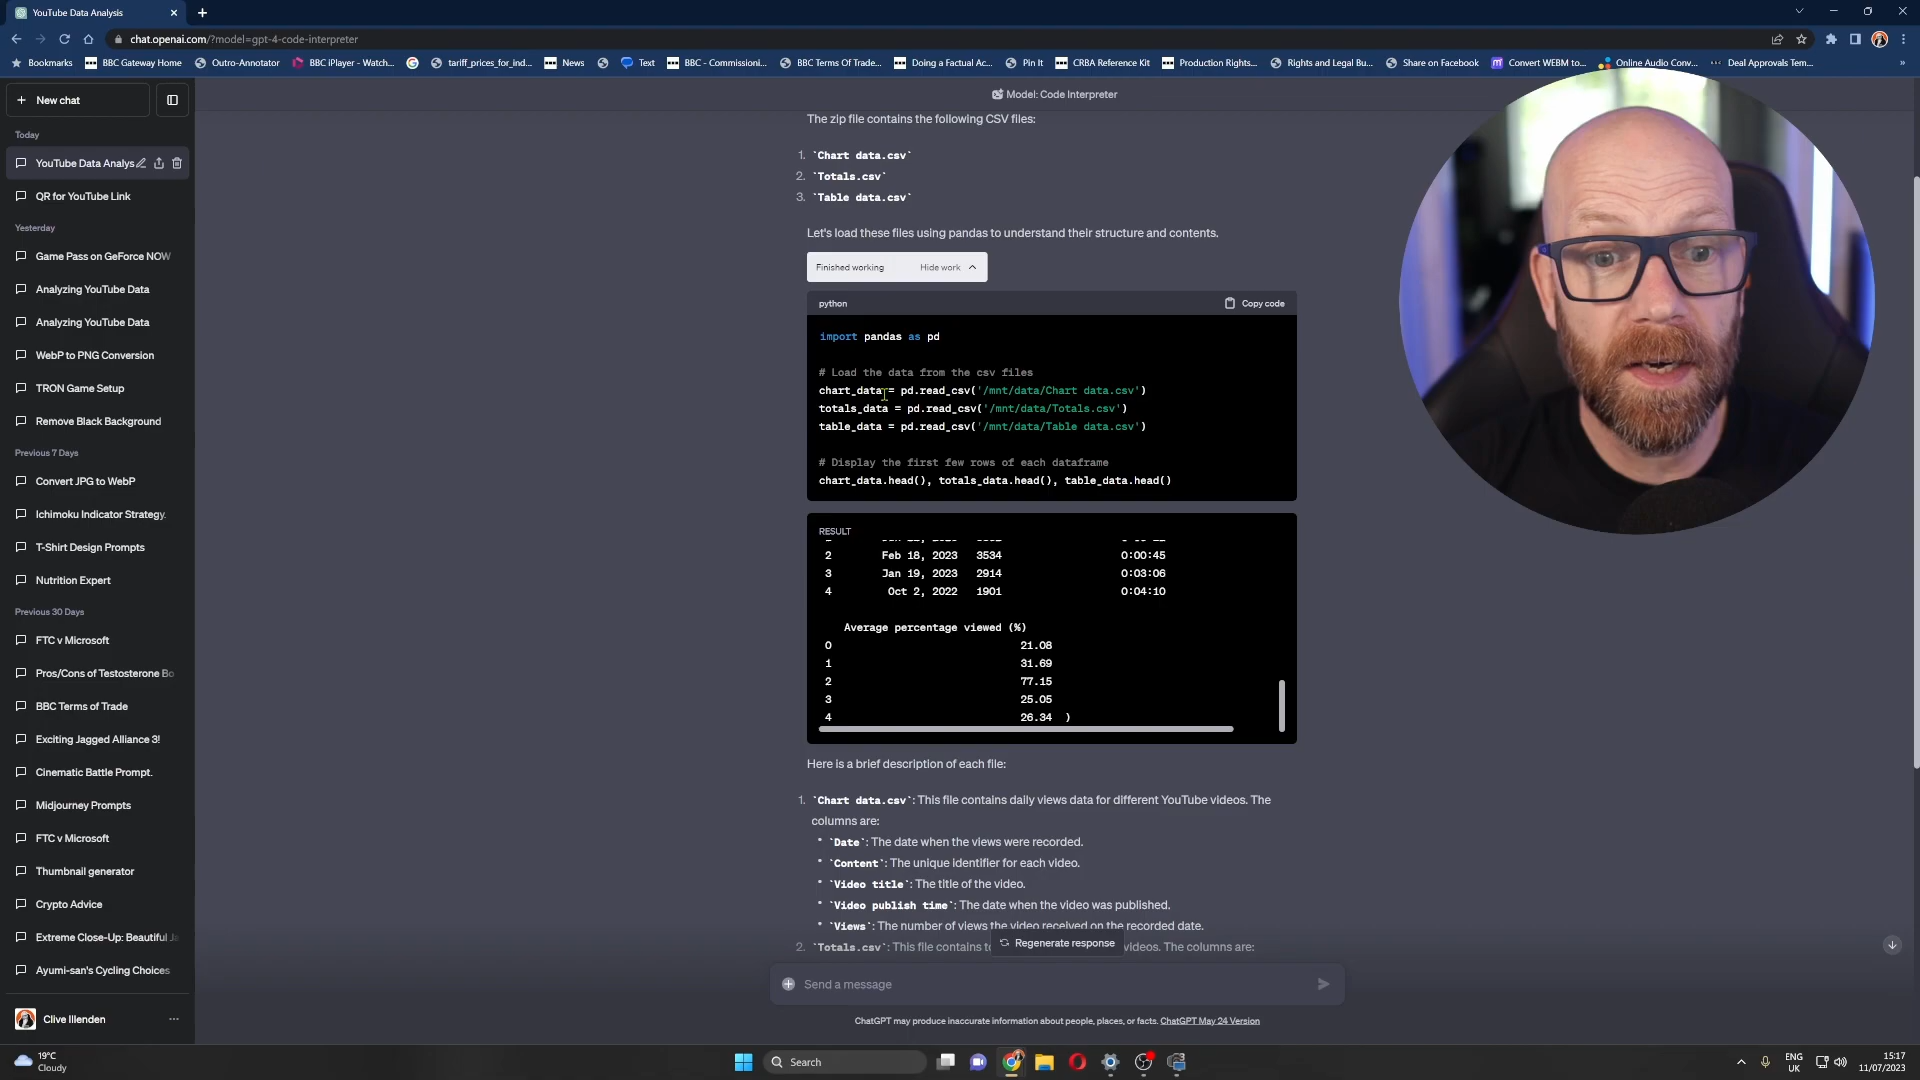 YouTube Data Analysis
chat.openai.com/?model=gpt-4-code-interpreter
Bookmarks
BBC Gateway Home
Outro-Annotator
BBC iPlayer - Watch...
tariff_prices_for_ind...
News
Text
BBC - Commissioni...
BBC Terms Of Trade...
Doing a Factual Ac...
Pin It
CRBA Reference Kit
Production Rights...
Rights and Legal Bu...
Share on Facebook
Convert WEBM to...
Online Audio Conv...
Deal Approvals Tem...
New chat
Today
YouTube Data Analys
QR for YouTube Link
Yesterday
Game Pass on GeForce NOW
Analyzing YouTube Data
Analyzing YouTube Data
WebP to PNG Conversion
TRON Game Setup
Remove Black Background
Previous 7 Days
Convert JPG to WebP
Ichimoku Indicator Strategy.
T-Shirt Design Prompts
Nutrition Expert
Previous 30 Days
FTC v Microsoft
Pros/Cons of Testosterone Bo
BBC Terms of Trade
Exciting Jagged Alliance 3!
Cinematic Battle Prompt.
Midjourney Prompts
FTC v Microsoft
Thumbnail generator
Crypto Advice
Extreme Close-Up: Beautiful Ja
Ayumi-san's Cycling Choices
Clive Illenden
Model: Code Interpreter
The zip file contains the following CSV files:
1. `Chart data.csv`
2. `Totals.csv`
3. `Table data.csv`
Let's load these files using pandas to understand their structure and contents.
Finished working Hide work
python Copy code
import pandas as pd
# Load the data from the csv files
chart_data = pd.read_csv('/mnt/data/Chart data.csv')
totals_data = pd.read_csv('/mnt/data/Totals.csv')
table_data = pd.read_csv('/mnt/data/Table data.csv')
# Display the first few rows of each dataframe
chart_data.head(), totals_data.head(), table_data.head()
RESULT
2 Feb 18, 2023 3534 0:00:45
3 Jan 19, 2023 2914 0:03:06
4 Oct 2, 2022 1901 0:04:10
Average percentage viewed (%)
0 21.08
1 31.69
2 77.15
3 25.05
4 26.34 )
Here is a brief description of each file:
1. `Chart data.csv`: This file contains daily views data for different YouTube videos. The
columns are:
• `Date`: The date when the views were recorded.
• `Content`: The unique identifier for each video.
• `Video title`: The title of the video.
• `Video publish time`: The date when the video was published.
• `Views`: The number of views the video received on the recorded date.
2. `Totals.csv`: This file contains videos. The columns are:
Regenerate response
Send a message
ChatGPT may produce inaccurate information about people, places, or facts. ChatGPT May 24 Version
19°C
Cloudy
Search
ENG
UK
15:17
11/07/2023